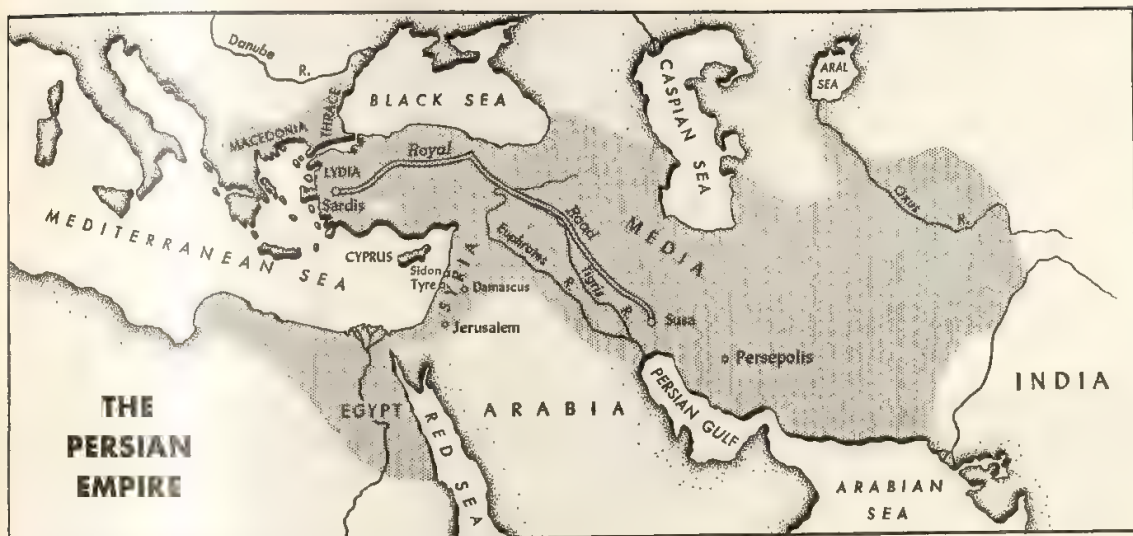 Danube
R.
BLACK SEA
CASPIAN SEA
ARAL
SEA
THRACE
MACEDONIA
Royal
Road
LYDIA
Sardis
MEDIA
Oxus
R.
MEDITERRANEAN SEA
CYPRUS
Euphrates
R.
Tigris
R.
Sidon
Tyre
SYRIA
Damascus
Susa
Jerusalem
Persepolis
THE
PERSIAN
EMPIRE
EGYPT
RED SEA
ARABIA
PERSIAN GULF
INDIA
ARABIAN
SEA